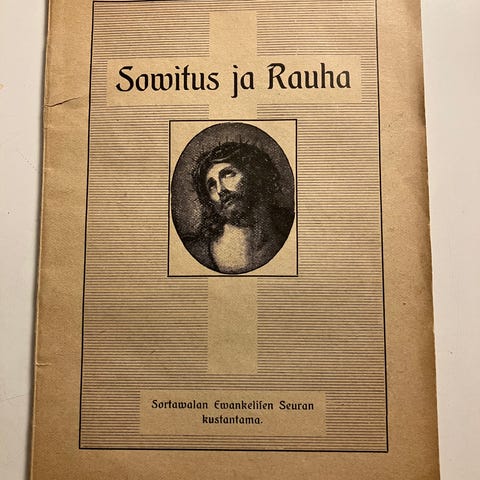 Sowitus ja Rauha
Sortawalan Ewankelisen Seuran
kustantama.